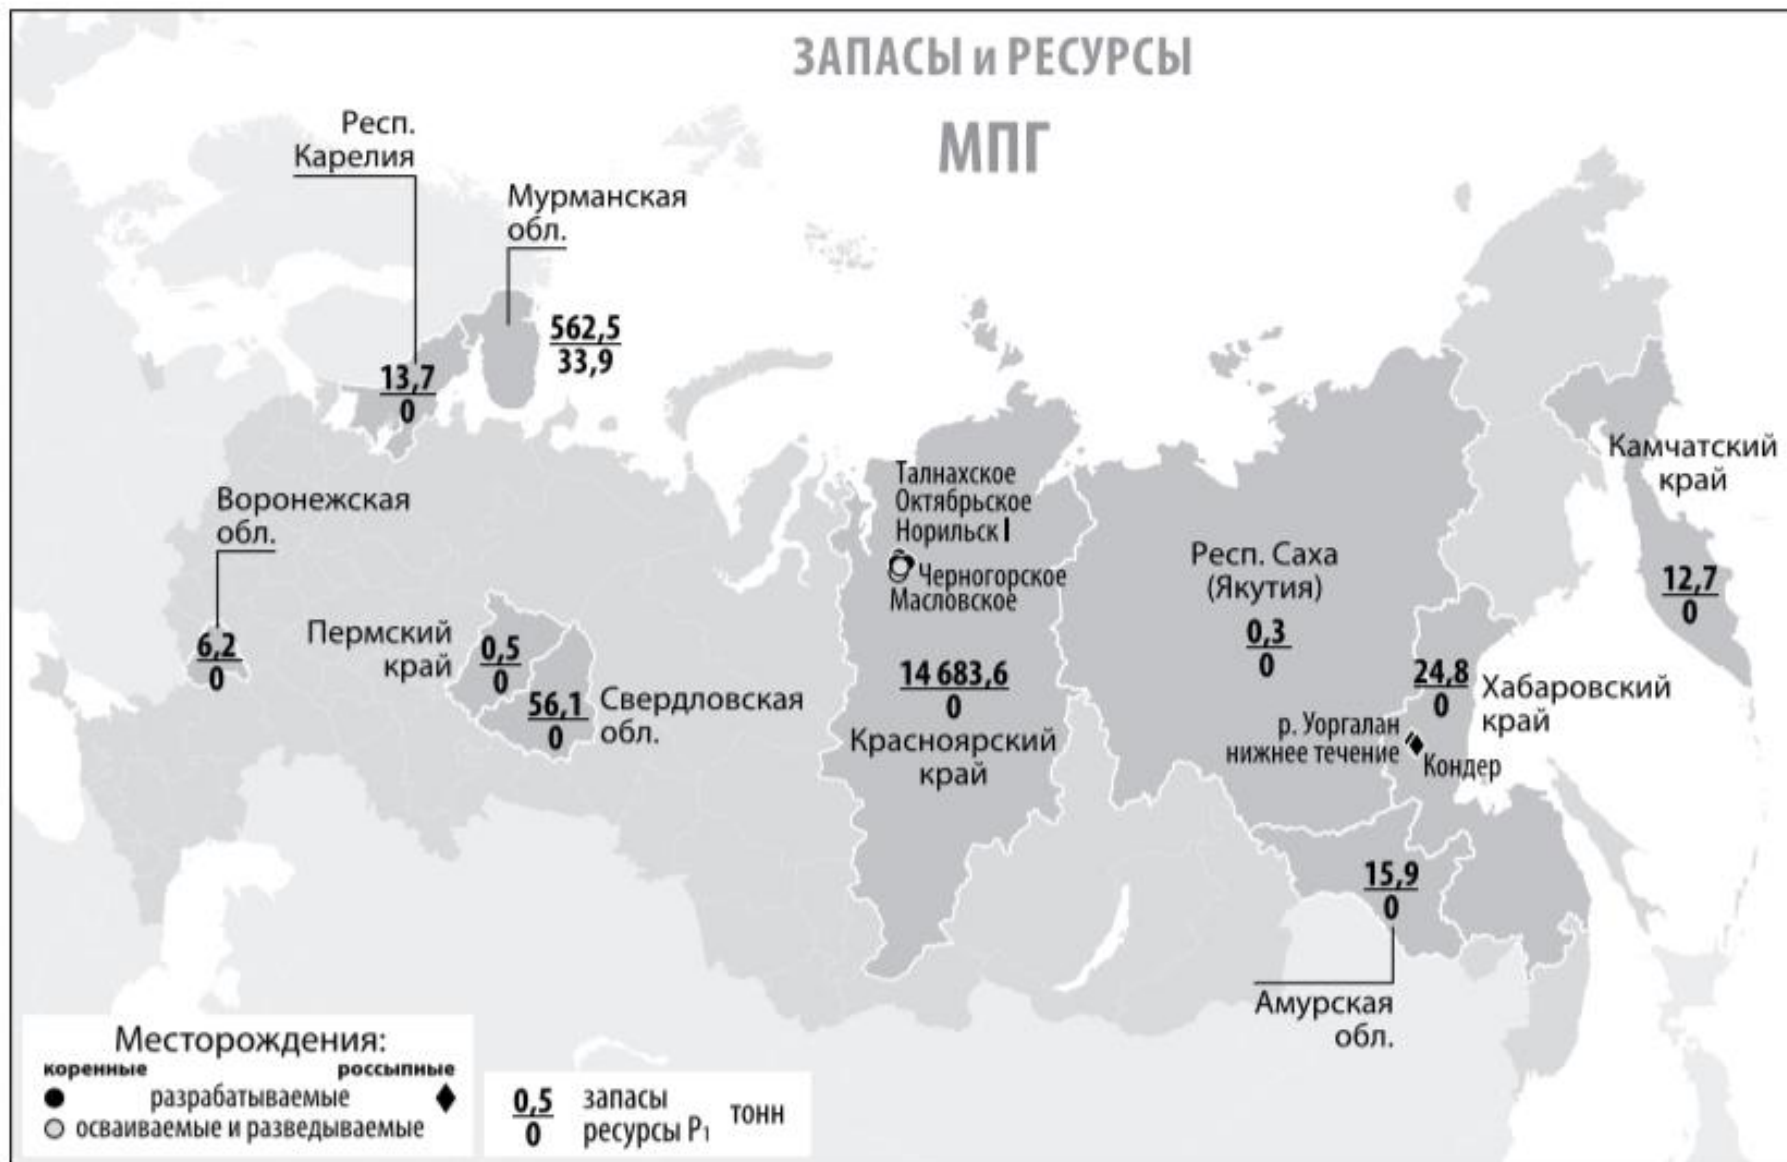 ЗАПАСЫ и РЕСУРСЫ
МПГ
Респ.
Карелия
Мурманская
обл.
562,5
33,9
13,7
0
Воронежская
обл.
6,2
0
Пермский
край
0,5
0
56,1
0
Свердловская
обл.
Талнахское
Октябрьское
Норильск I
Черногорское
Масловское
14 683,6
0
Красноярский
край
Респ. Саха
(Якутия)
0,3
0
Камчатский
край
12,7
0
24,8
0
Хабаровский
край
р. Уоргалан
нижнее течение
Кондер
15,9
0
Амурская
обл.
Месторождения:
коренные россыпные
разрабатываемые
осваиваемые и разведываемые
0,5 запасы
0 ресурсы P₁
тонн